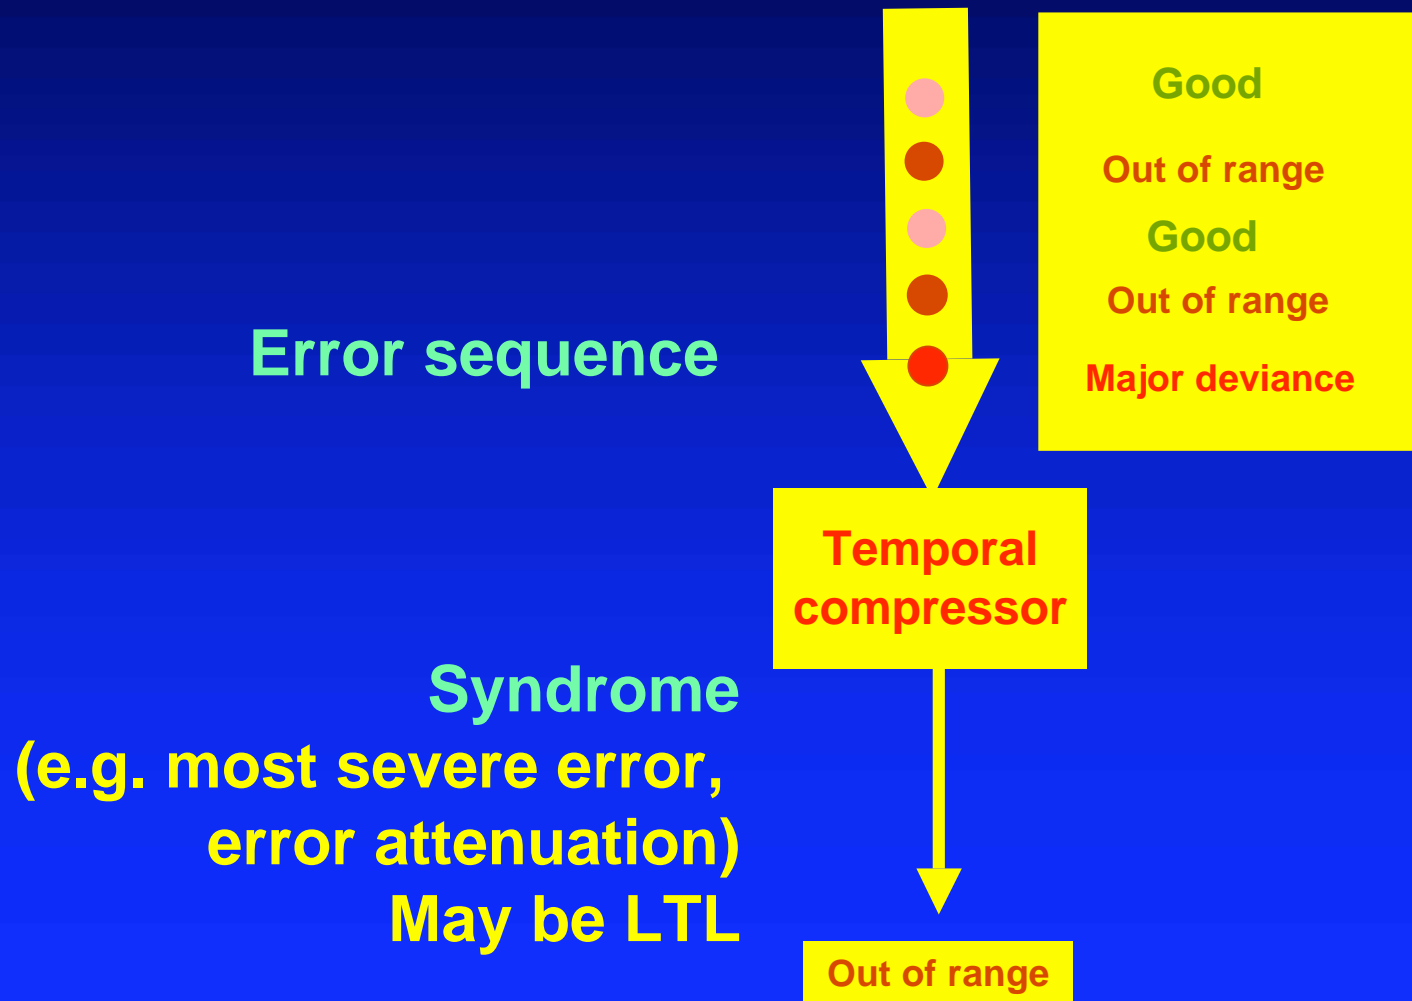 Good
Out of range
Good
Out of range
Error sequence
Major deviance
Temporal
compressor
Syndrome
(e.g. most severe error,
error attenuation)
May be LTL
Out of range